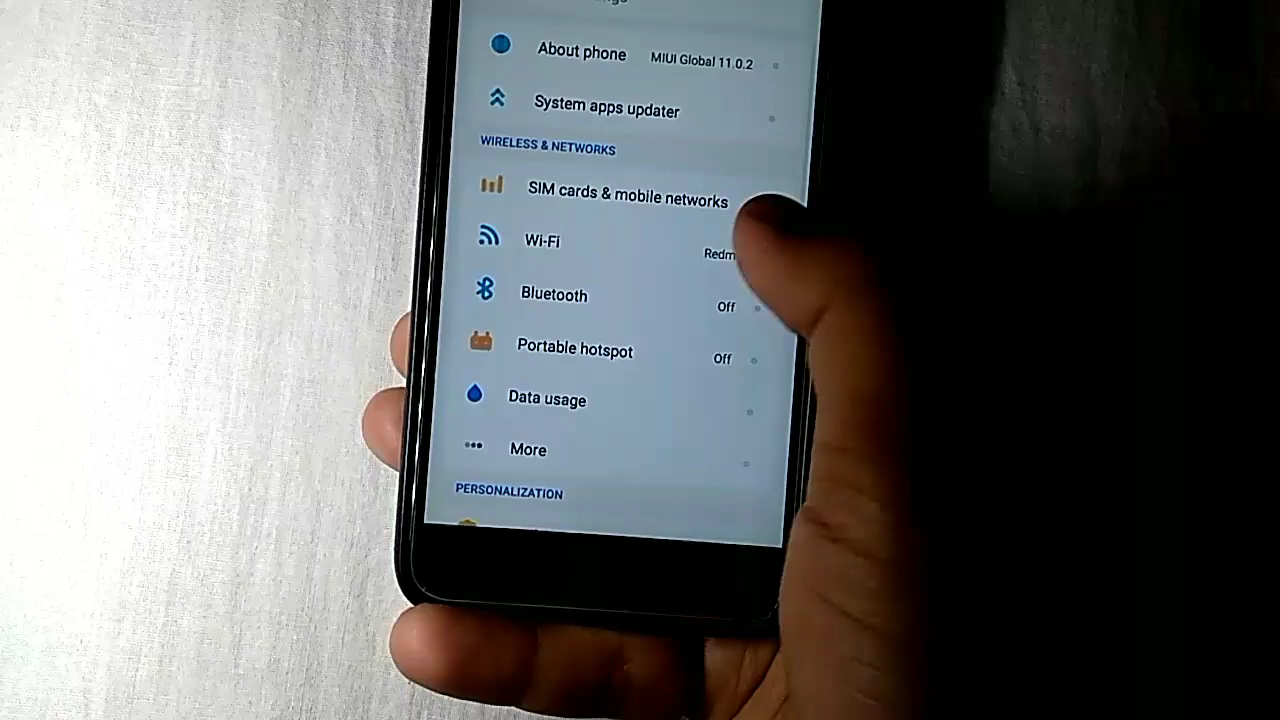 About phone MIUI Global 11.0.2
System apps updater
WIRELESS & NETWORKS
SIM cards & mobile networks
Wi-Fi Redm
Bluetooth Off
Portable hotspot Off
Data usage
More
PERSONALIZATION